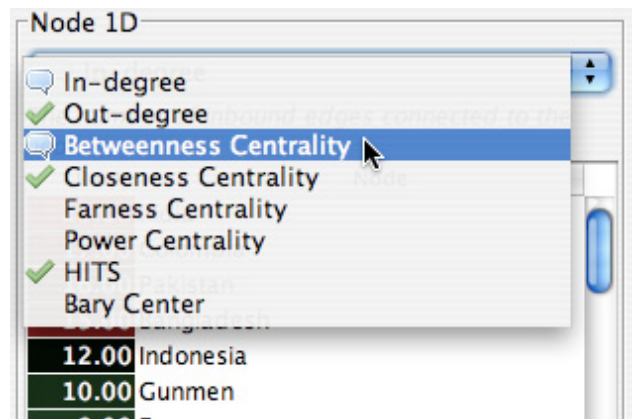 Node 1D
In-degree
Out-degree
Betweenness Centrality
Closeness Centrality
Farness Centrality
Power Centrality
HITS
Bary Center
Bangladesh
12.00 Indonesia
10.00 Gunmen